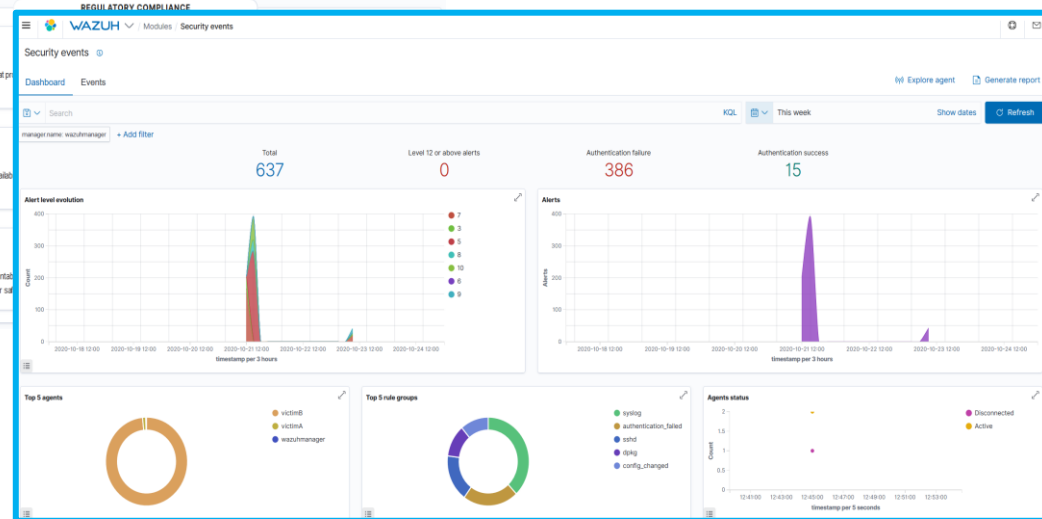 REGULATORY COMPLIANCE
WAZUH / Modules / Security events
Security events
at pr
Dashboard Events
Explore agent Generate report
Search KQL This week Show dates Refresh
manager.name: wazuhmanager + Add filter
Total Level 12 or above alerts Authentication failure Authentication success
637 0 386 15
Alert level evolution
400
300
200
100
0
Count
2020-10-18 12:00 2020-10-19 12:00 2020-10-20 12:00 2020-10-21 12:00 2020-10-22 12:00 2020-10-23 12:00 2020-10-24 12:00
timestamp per 3 hours
7
3
5
8
10
6
9
Alerts
400
300
200
100
0
Alerts
2020-10-18 12:00 2020-10-19 12:00 2020-10-20 12:00 2020-10-21 12:00 2020-10-22 12:00 2020-10-23 12:00 2020-10-24 12:00
timestamp per 3 hours
Top 5 agents
victimB
victimA
wazuhmanager
Top 5 rule groups
syslog
authentication_failed
sshd
dpkg
config_changed
Agents status
2
1.5
1
0.5
0
Count
12:41:00 12:43:00 12:45:00 12:47:00 12:49:00 12:51:00 12:53:00
timestamp per 5 seconds
Disconnected
Active